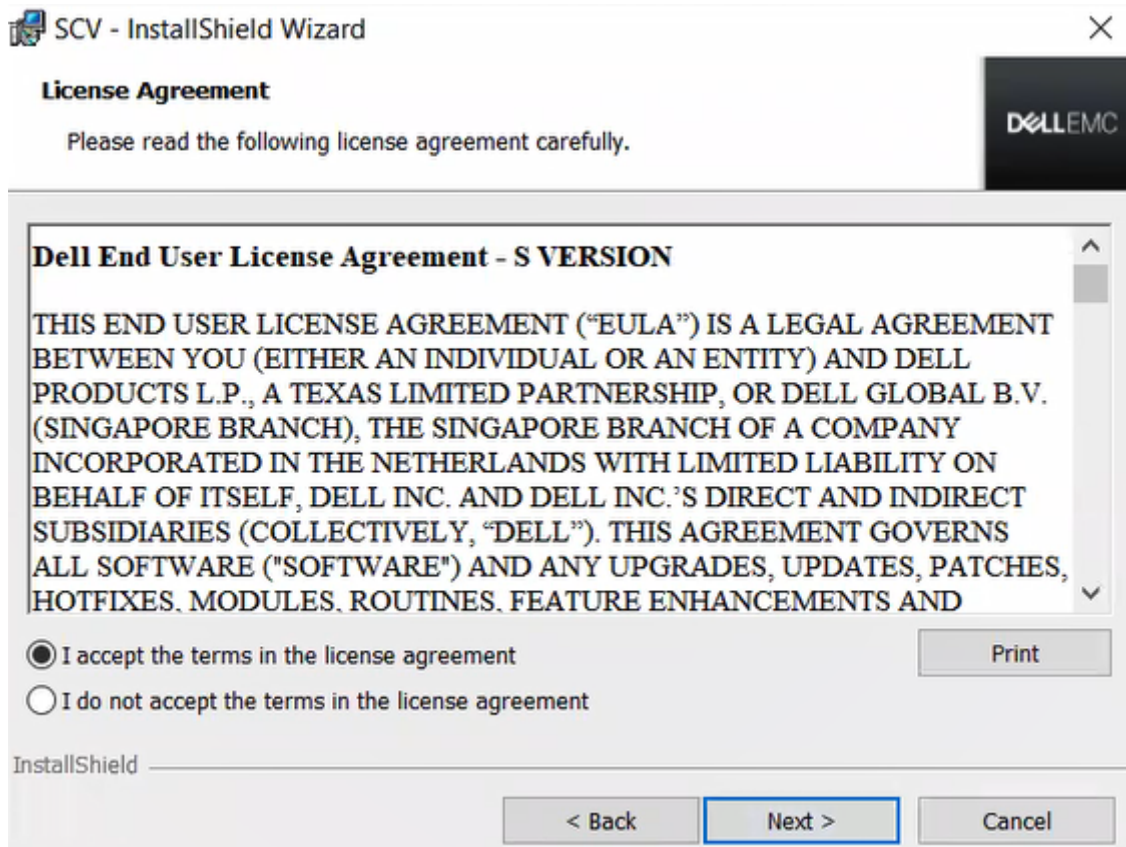 SCV - InstallShield Wizard
License Agreement
Please read the following license agreement carefully.
DELLEMC
Dell End User License Agreement - S VERSION
THIS END USER LICENSE AGREEMENT (“EULA”) IS A LEGAL AGREEMENT
BETWEEN YOU (EITHER AN INDIVIDUAL OR AN ENTITY) AND DELL
PRODUCTS L.P., A TEXAS LIMITED PARTNERSHIP, OR DELL GLOBAL B.V.
(SINGAPORE BRANCH), THE SINGAPORE BRANCH OF A COMPANY
INCORPORATED IN THE NETHERLANDS WITH LIMITED LIABILITY ON
BEHALF OF ITSELF, DELL INC. AND DELL INC.’S DIRECT AND INDIRECT
SUBSIDIARIES (COLLECTIVELY, “DELL”). THIS AGREEMENT GOVERNS
ALL SOFTWARE ("SOFTWARE") AND ANY UPGRADES, UPDATES, PATCHES,
HOTFIXES, MODULES, ROUTINES, FEATURE ENHANCEMENTS AND
I accept the terms in the license agreement
Print
I do not accept the terms in the license agreement
InstallShield
< Back
Next >
Cancel